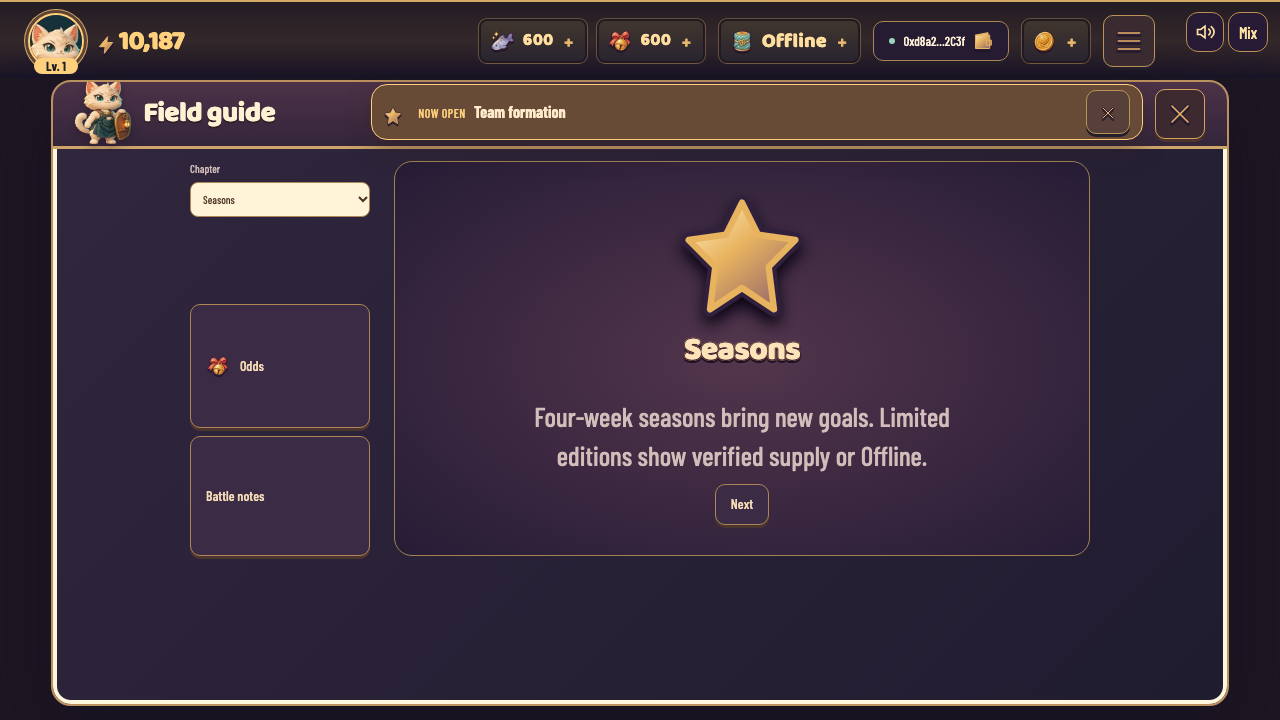 Lv. 1
10,187
600 +
600 +
Offline +
0xd8a2...2C3f
+
Mix
Field guide
NOW OPEN Team formation
Chapter
Seasons
Odds
Battle notes
Seasons
Four-week seasons bring new goals. Limited
editions show verified supply or Offline.
Next